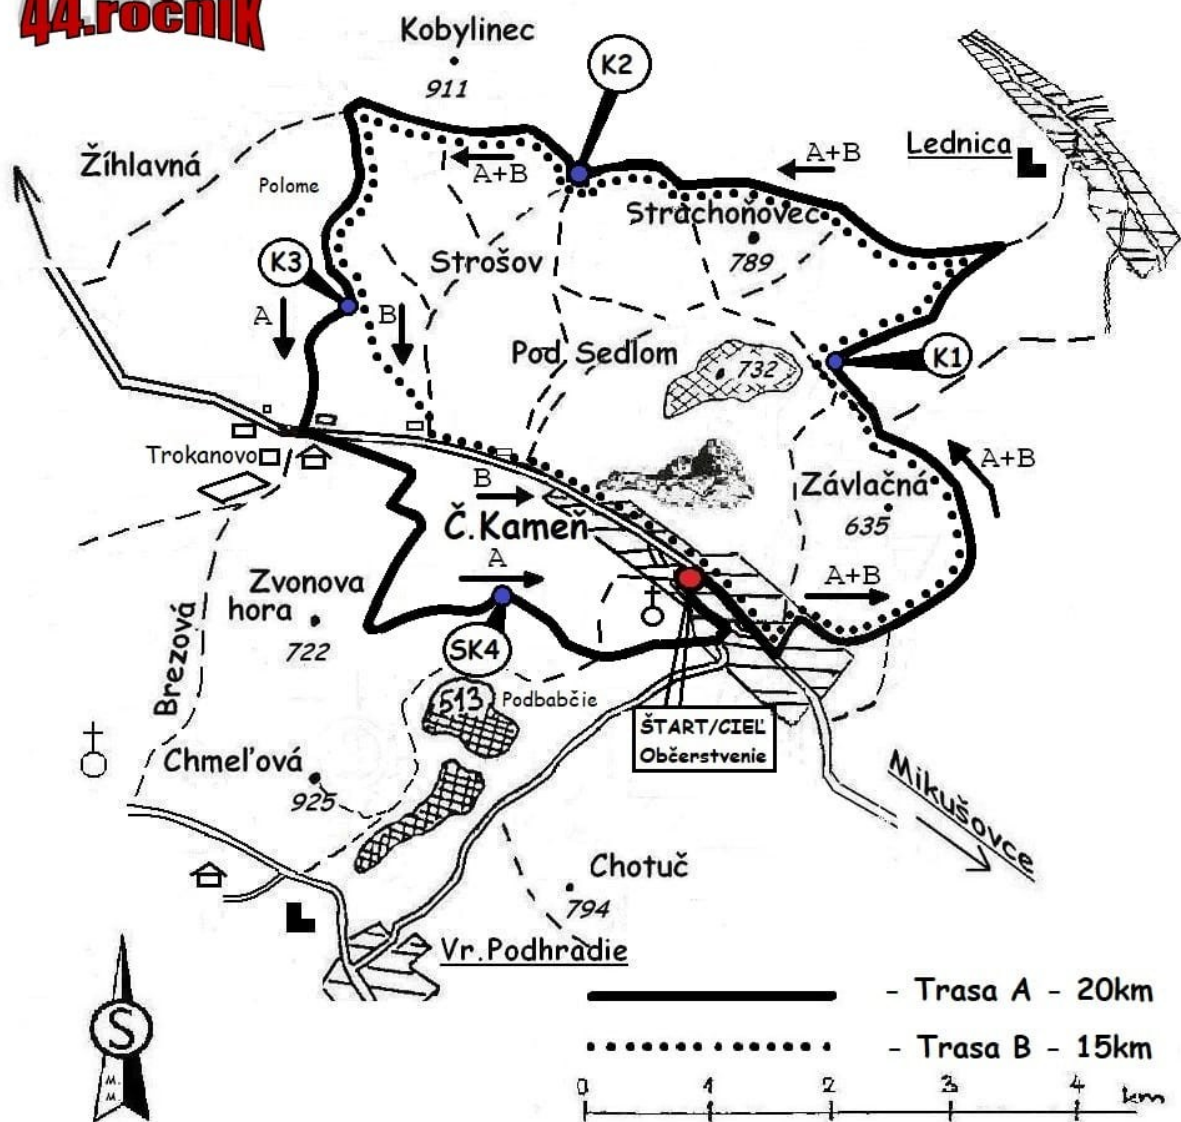 44.ročník
Kobylinec
911
K2
Lednica
A+B
A+B
Žíhlavná
Polome
Strachoňovec
789
Strošov
K3
A
B
Pod Sedlom
732
K1
Trokanovo
B
A+B
Závlačná
635
Č.Kameň
A
A+B
Zvonova
hora
722
SK4
Brezová
513
Podbabčie
ŠTART/CIEĽ
Občerstvenie
Chmeľová
925
Mikušovce
Chotuč
794
Vr.Podhradie
S
M.
M.
- Trasa A - 20km
- Trasa B - 15km
0 1 2 3 4 km